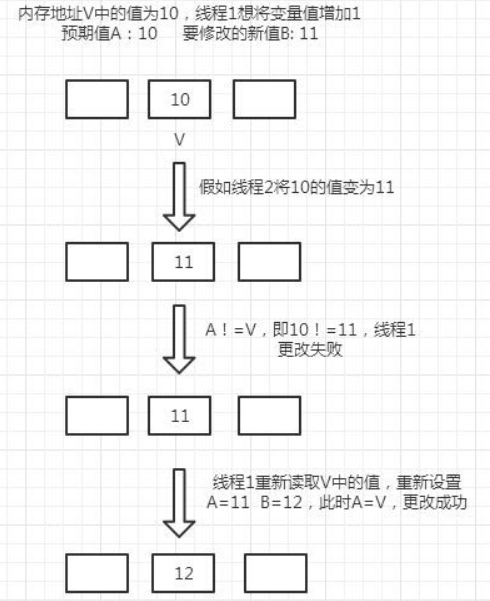 内存地址V中的值为10，线程1想将变量值增加1
预期值A：10 要修改的新值B: 11
10
V
假如线程2将10的值变为11
11
A！=V，即10！=11，线程1
更改失败
11
线程1重新读取V中的值，重新设置
A=11 B=12，此时A=V，更改成功
12